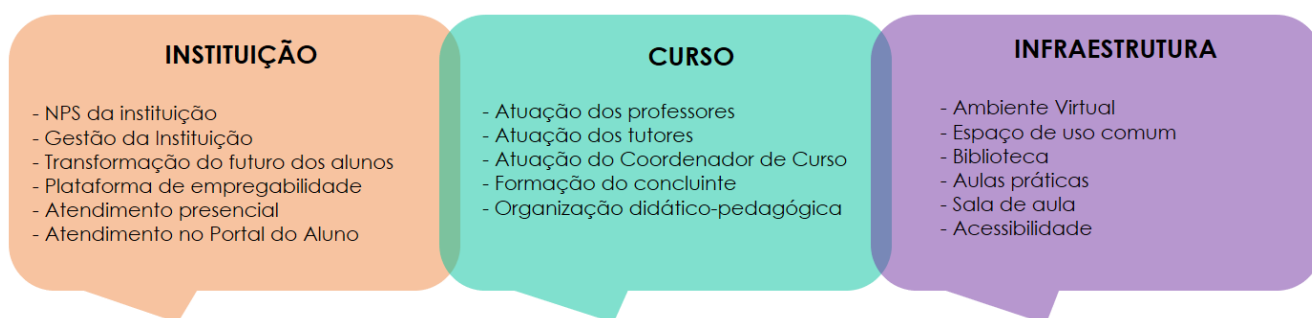 INSTITUIÇÃO
- NPS da instituição
- Gestão da Instituição
- Transformação do futuro dos alunos
- Plataforma de empregabilidade
- Atendimento presencial
- Atendimento no Portal do Aluno
CURSO
- Atuação dos professores
- Atuação dos tutores
- Atuação do Coordenador de Curso
- Formação do concluinte
- Organização didático-pedagógica
INFRAESTRUTURA
- Ambiente Virtual
- Espaço de uso comum
- Biblioteca
- Aulas práticas
- Sala de aula
- Acessibilidade